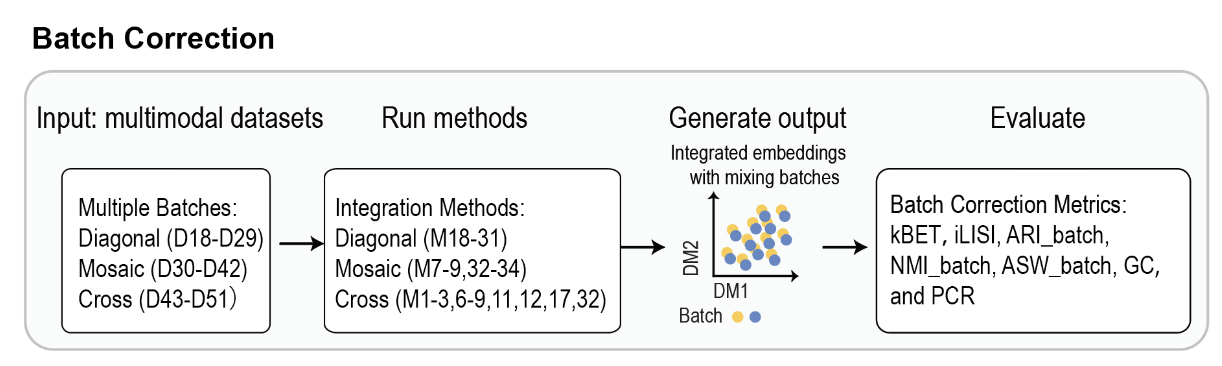 Batch Correction
Input: multimodal datasets
Run methods
Generate output
Evaluate
Multiple Batches:
Diagonal (D18-D29)
Mosaic (D30-D42)
Cross (D43-D51)
Integration Methods:
Diagonal (M18-31)
Mosaic (M7-9,32-34)
Cross (M1-3,6-9,11,12,17,32)
Integrated embeddings
with mixing batches
DM2
DM1
Batch
Batch Correction Metrics:
kBET, iLISI, ARI_batch,
NMI_batch, ASW_batch, GC,
and PCR